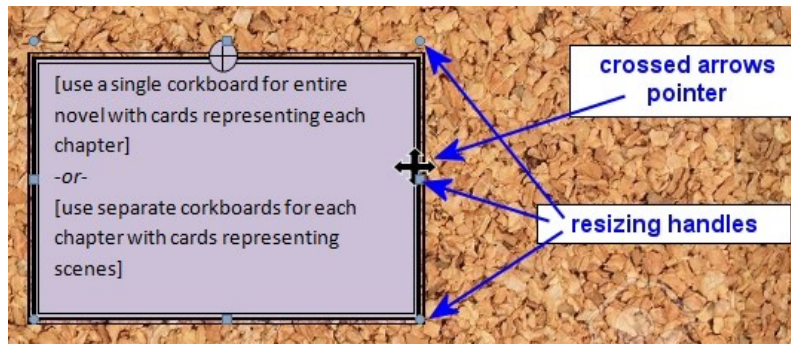 [use a single corkboard for entire
novel with cards representing each
chapter]
-or-
[use separate corkboards for each
chapter with cards representing
scenes]
crossed arrows
pointer
resizing handles